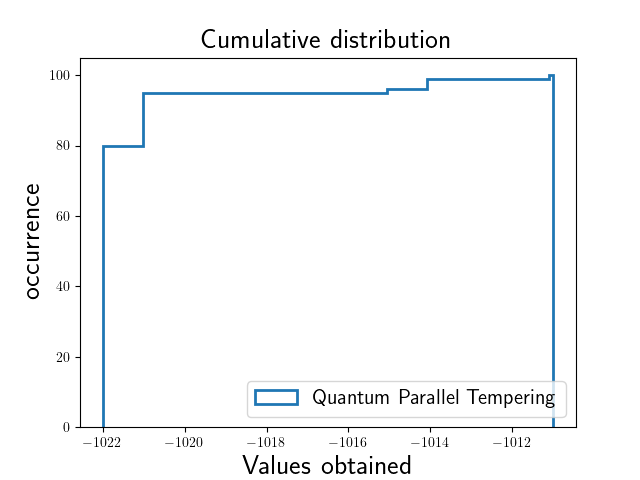 Cumulative distribution
100
80
60
40
20
0
occurrence
Quantum Parallel Tempering
−1022 −1020 −1018 −1016 −1014 −1012
Values obtained